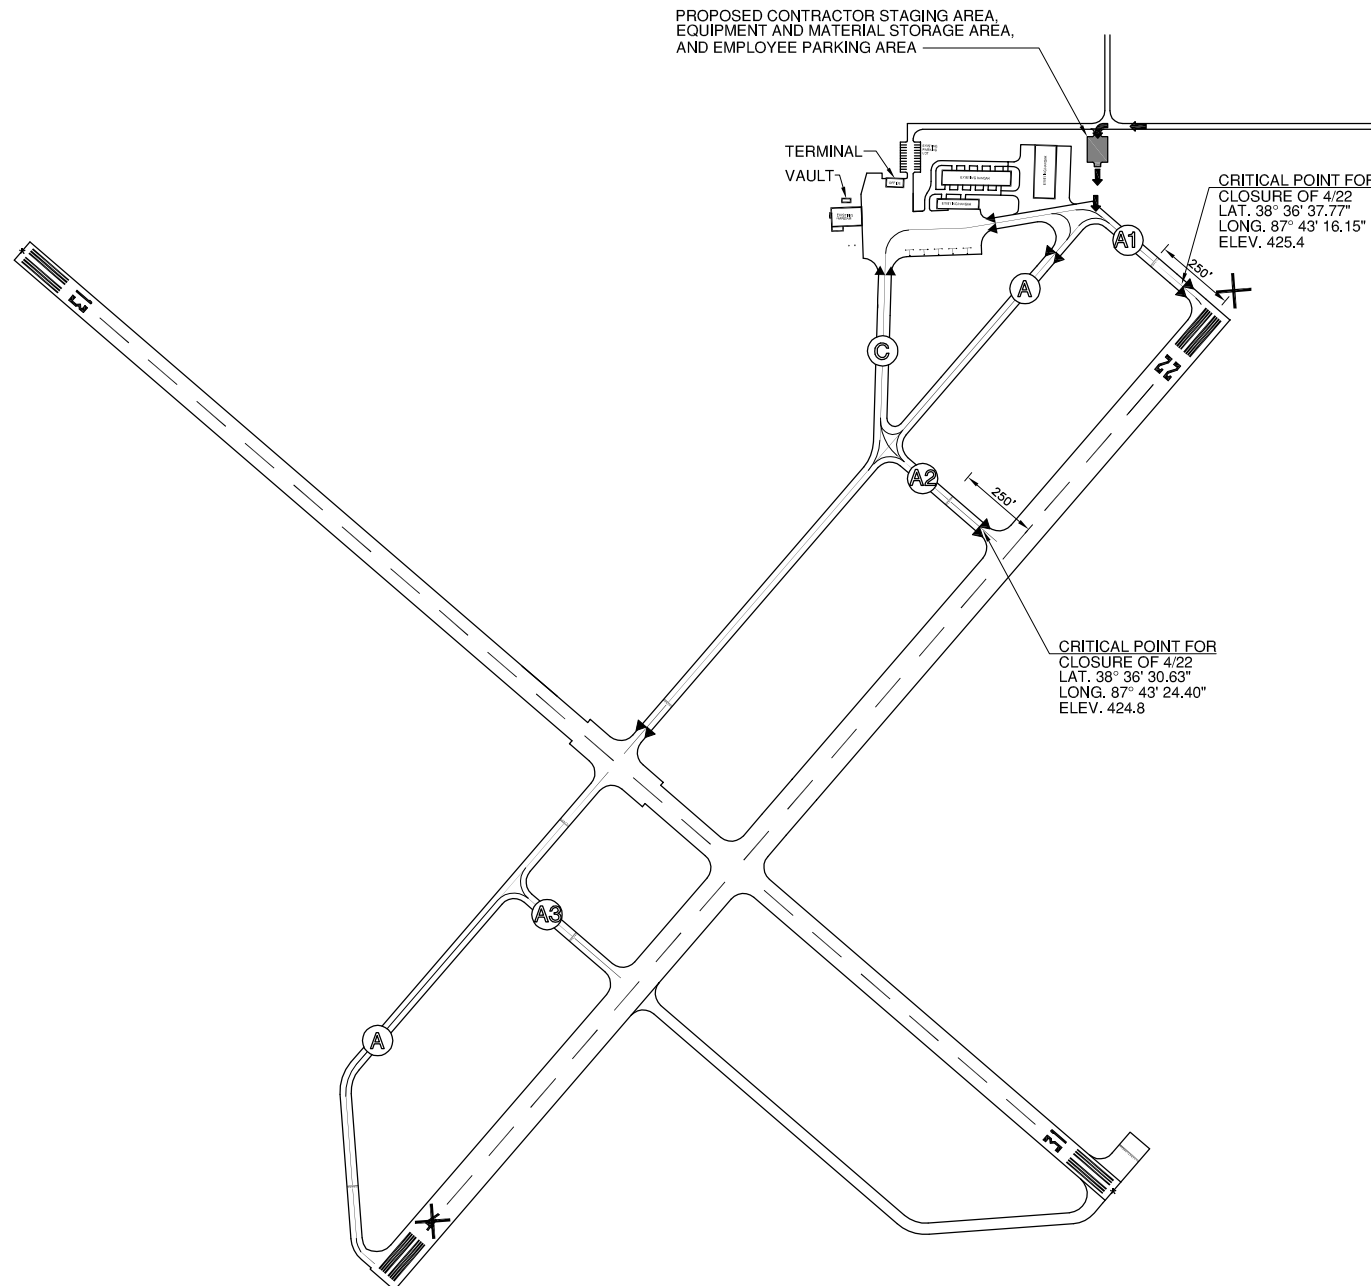 PROPOSED CONTRACTOR STAGING AREA,
EQUIPMENT AND MATERIAL STORAGE AREA,
AND EMPLOYEE PARKING AREA
TERMINAL
VAULT
CRITICAL POINT FOR
CLOSURE OF 4/22
LAT. 38° 36' 37.77"
LONG. 87° 43' 16.15"
ELEV. 425.4
A1
250'
A
13
C
22
A2
250'
CRITICAL POINT FOR
CLOSURE OF 4/22
LAT. 38° 36' 30.63"
LONG. 87° 43' 24.40"
ELEV. 424.8
A3
A